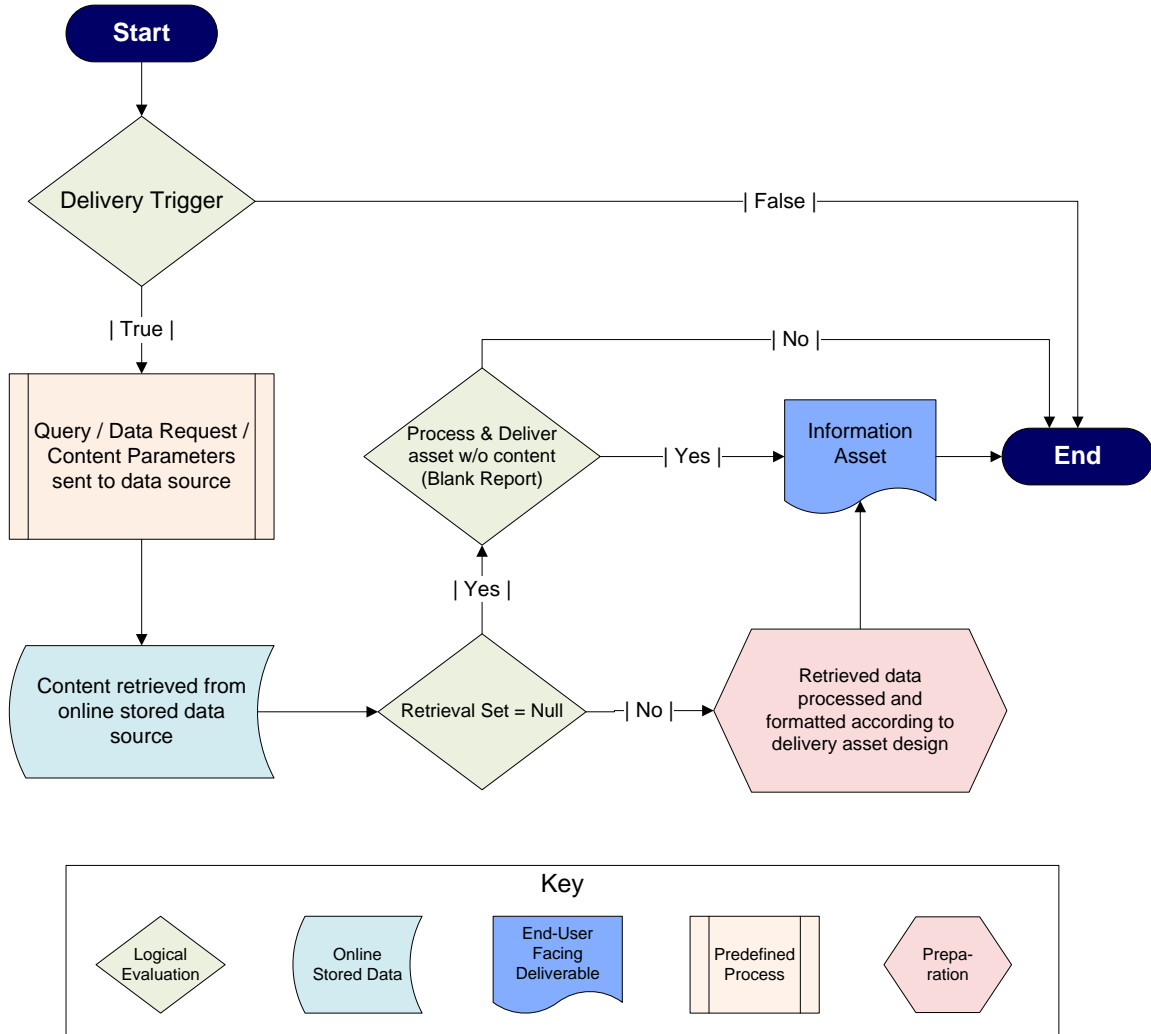 Start
Delivery Trigger
| False |
| True |
Query / Data Request /
Content Parameters
sent to data source
| No |
Process & Deliver
asset w/o content
(Blank Report)
| Yes |
Information
Asset
End
| Yes |
Content retrieved from
online stored data
source
Retrieval Set = Null
| No |
Retrieved data
processed and
formatted according to
delivery asset design
Key
Logical
Evaluation
Online
Stored Data
End-User
Facing
Deliverable
Predefined
Process
Prepa-
ration